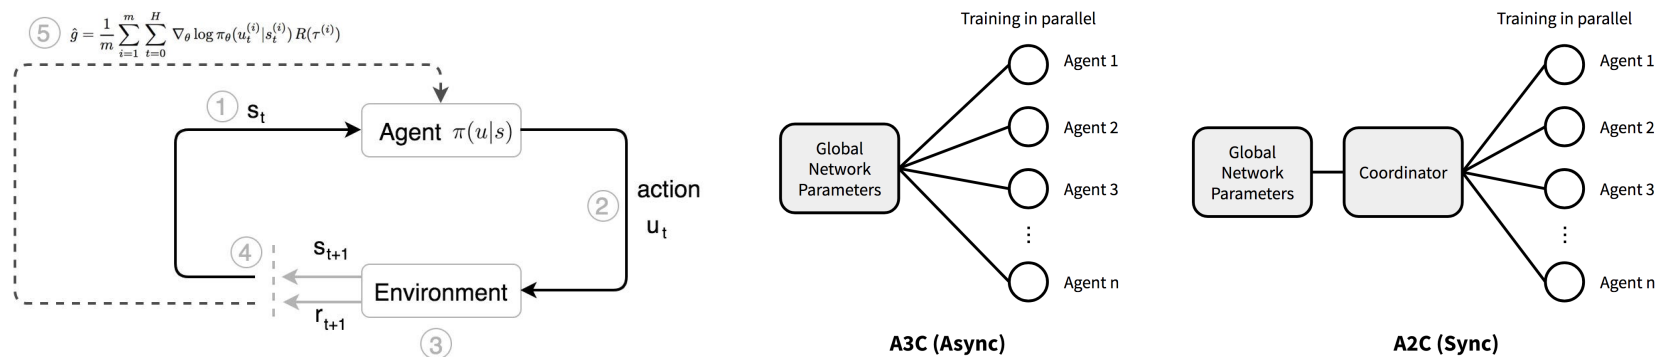 ⑤ ĝ = 1/m ∑_{i=1}^{m} ∑_{t=0}^{H} ∇_θ log π_θ(u_t^{(i)}|s_t^{(i)}) R(τ^{(i)})
① s_t
Agent π(u|s)
② action
u_t
④ s_{t+1}
Environment
r_{t+1}
③
Training in parallel
Global
Network
Parameters
Agent 1
Agent 2
Agent 3
⋮
Agent n
A3C (Async)
Training in parallel
Global
Network
Parameters
Coordinator
Agent 1
Agent 2
Agent 3
⋮
Agent n
A2C (Sync)